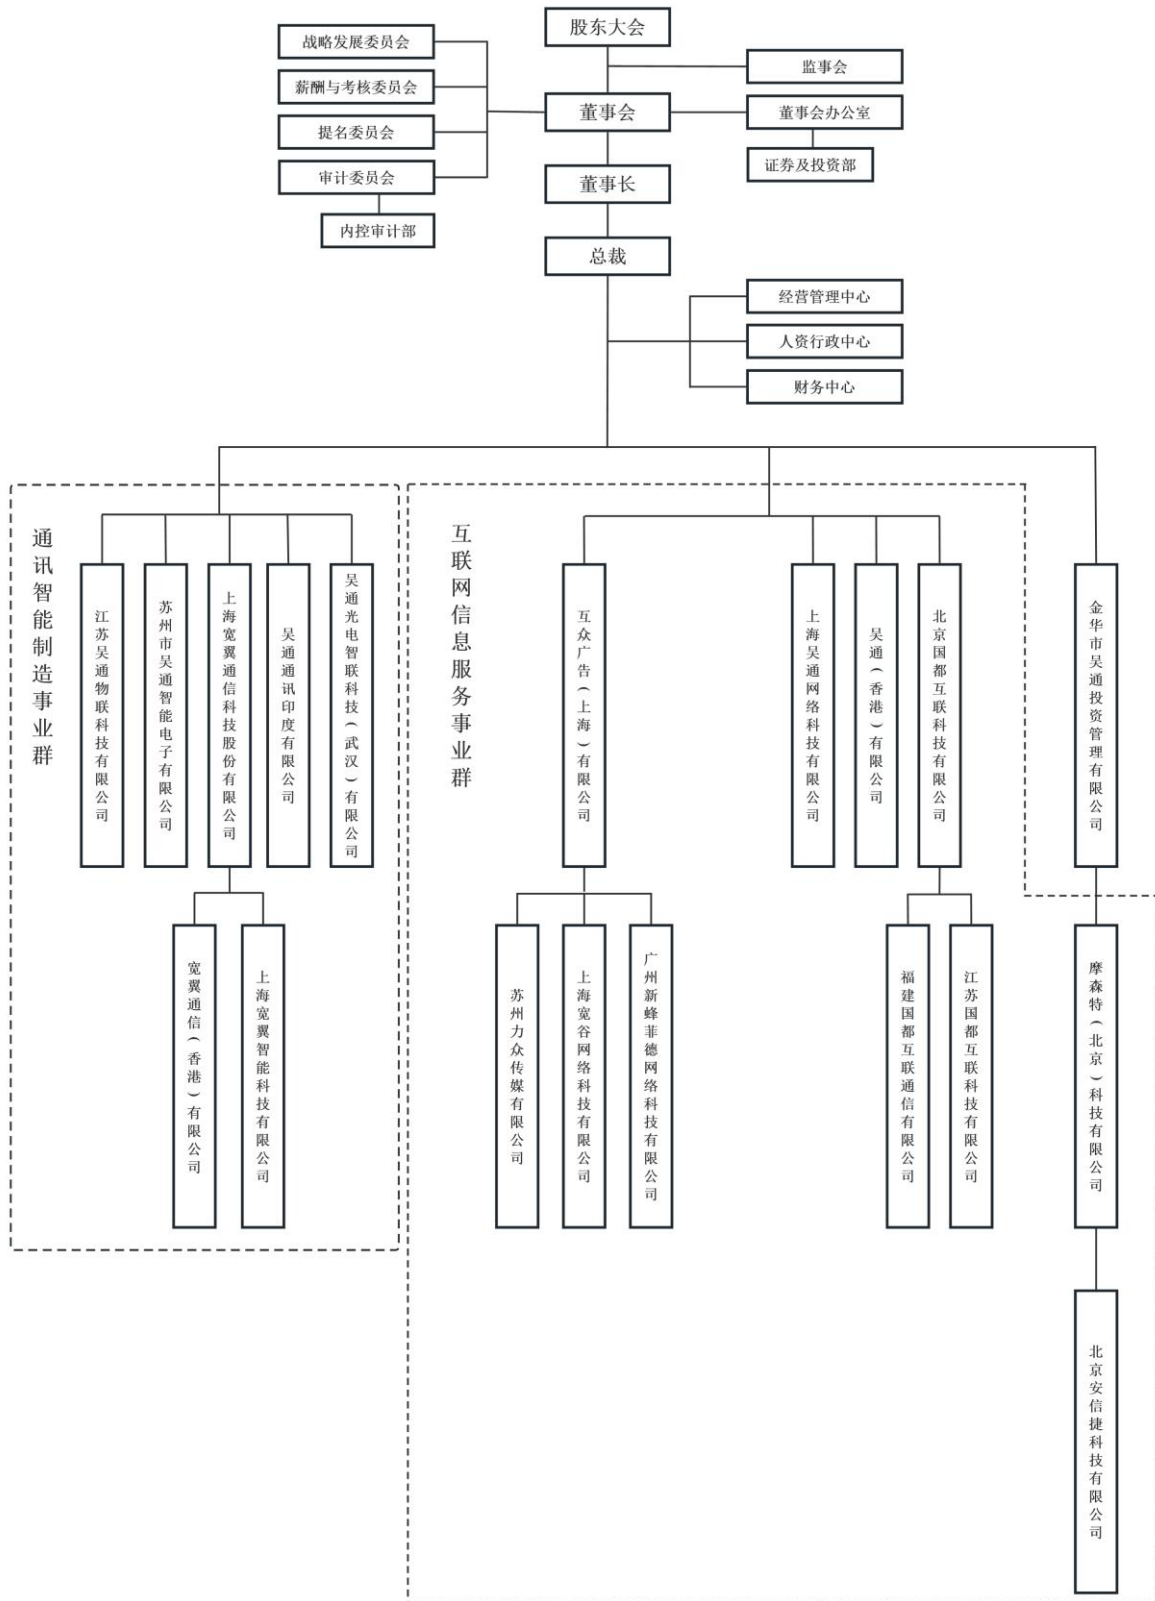 股东大会
战略发展委员会
监事会
薪酬与考核委员会
董事会
董事会办公室
提名委员会
证券及投资部
审计委员会
董事长
内控审计部
总裁
经营管理中心
人资行政中心
财务中心
通讯智能制造事业群
江苏吴通物联科技有限公司
苏州市吴通智能电子有限公司
上海宽翼通信科技股份有限公司
吴通通讯印度有限公司
吴通光电智联科技(武汉)有限公司
宽翼通信(香港)有限公司
上海宽翼智能科技有限公司
互联网信息服务事业群
互众广告(上海)有限公司
上海吴通网络科技有限公司
吴通(香港)有限公司
北京国都互联科技有限公司
金华市吴通投资管理有限公司
苏州力众传媒有限公司
上海宽谷网络科技有限公司
广州新蜂菲德网络科技有限公司
福建国都互联通信有限公司
江苏国都互联科技有限公司
摩森特(北京)科技有限公司
北京安信捷科技有限公司